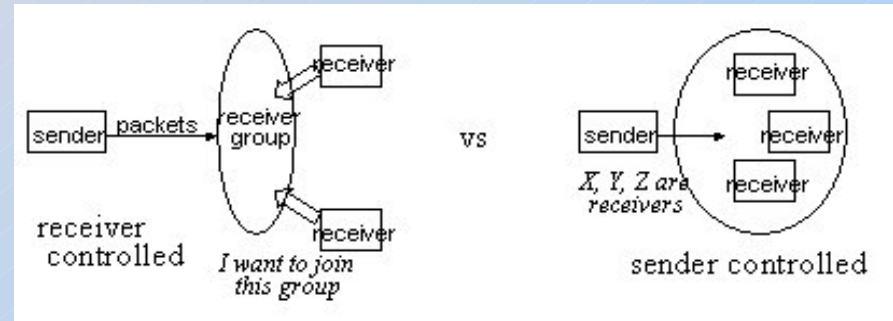 receiver
sender
packets
receiver
group
receiver
I want to join
this group
receiver
controlled
vs
receiver
sender
receiver
receiver
X, Y, Z are
receivers
sender controlled